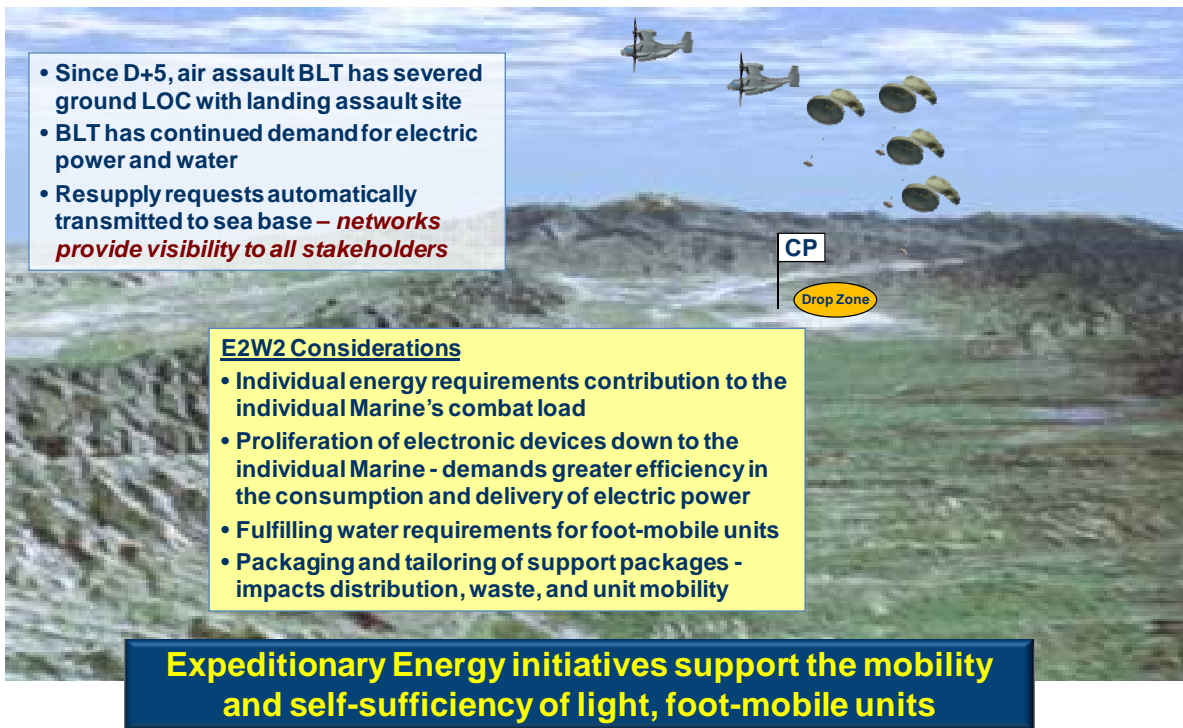 • Since D+5, air assault BLT has severed
ground LOC with landing assault site
• BLT has continued demand for electric
power and water
• Resupply requests automatically
transmitted to sea base – networks
provide visibility to all stakeholders
CP
Drop Zone
E2W2 Considerations
• Individual energy requirements contribution to the
individual Marine's combat load
• Proliferation of electronic devices down to the
individual Marine - demands greater efficiency in
the consumption and delivery of electric power
• Fulfilling water requirements for foot-mobile units
• Packaging and tailoring of support packages -
impacts distribution, waste, and unit mobility
Expeditionary Energy initiatives support the mobility
and self-sufficiency of light, foot-mobile units